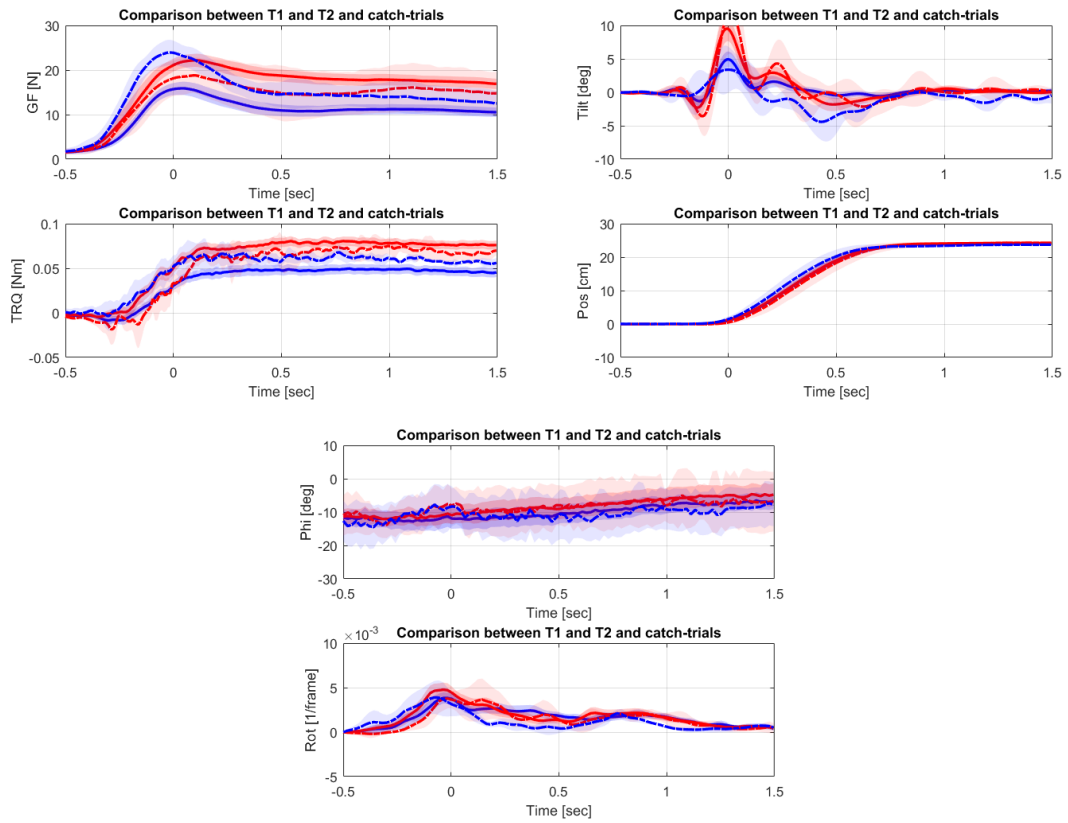 Comparison between T1 and T2 and catch-trials
GF [N]
30
20
10
0
-0.5 0 0.5 1 1.5
Time [sec]
Comparison between T1 and T2 and catch-trials
Tilt [deg]
10
5
0
-5
-10
-0.5 0 0.5 1 1.5
Time [sec]
Comparison between T1 and T2 and catch-trials
TRQ [Nm]
0.1
0.05
0
-0.05
-0.5 0 0.5 1 1.5
Time [sec]
Comparison between T1 and T2 and catch-trials
Pos [cm]
30
20
10
0
-10
-0.5 0 0.5 1 1.5
Time [sec]
Comparison between T1 and T2 and catch-trials
Phi [deg]
10
0
-10
-20
-30
-0.5 0 0.5 1 1.5
Time [sec]
Comparison between T1 and T2 and catch-trials
×10-3
Rot [1/frame]
10
5
0
-5
-0.5 0 0.5 1 1.5
Time [sec]